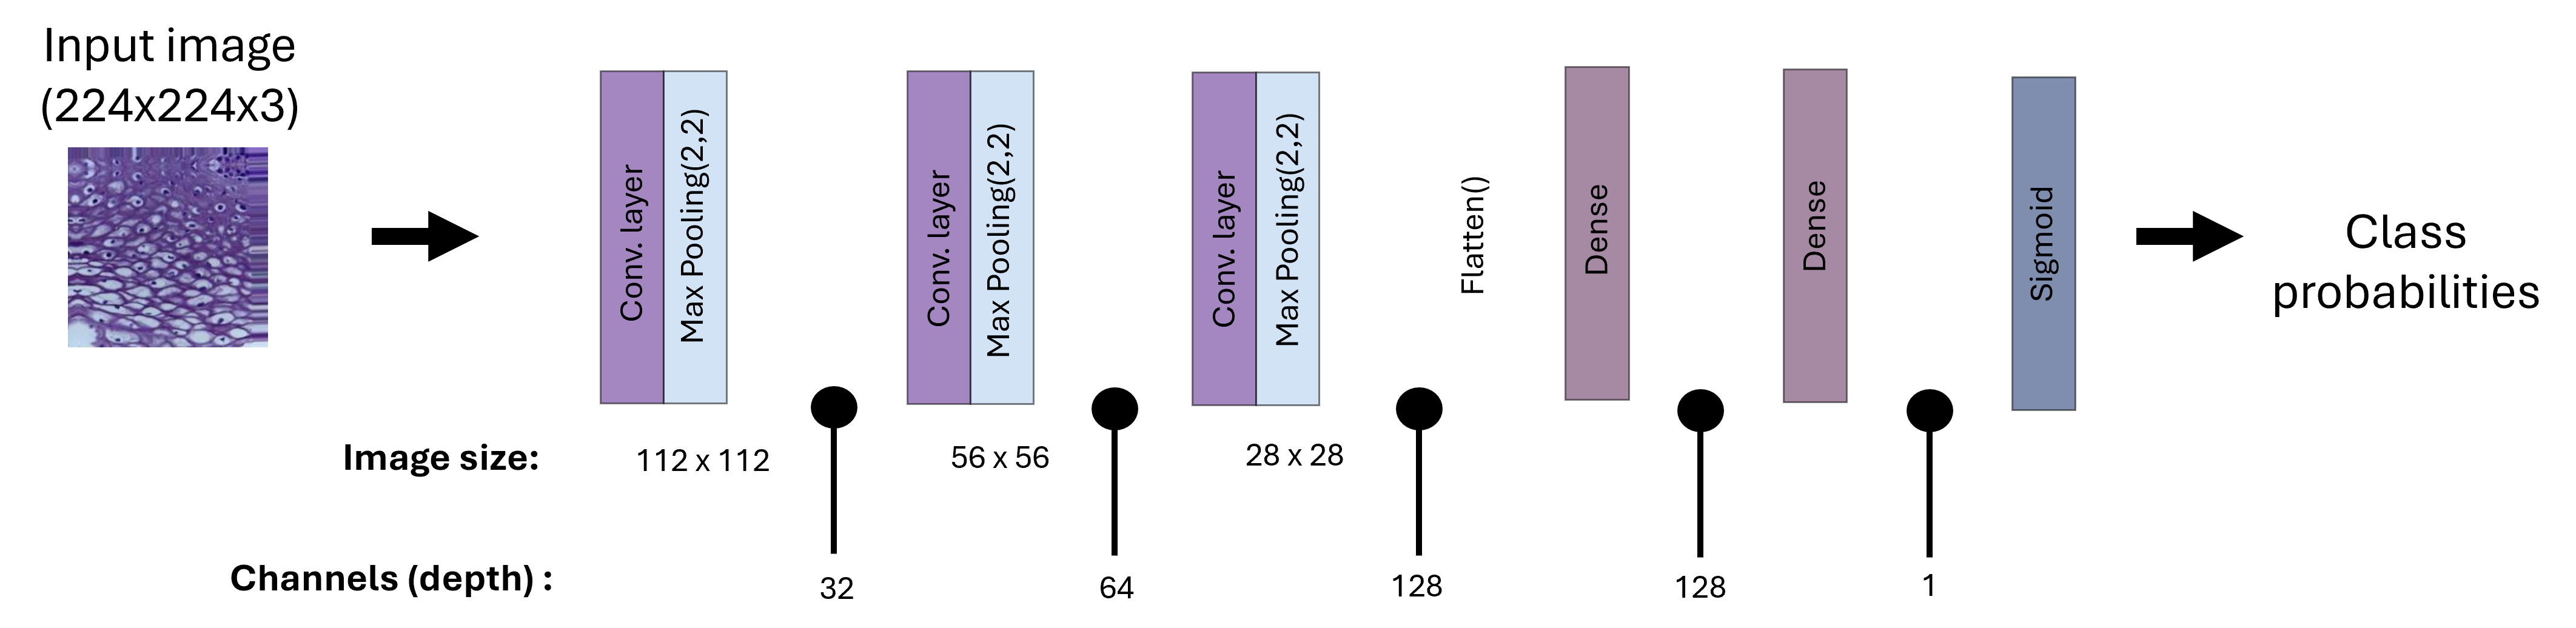 Input image
(224x224x3)
Conv. layer
Max Pooling(2,2)
Conv. layer
Max Pooling(2,2)
Conv. layer
Max Pooling(2,2)
Flatten()
Dense
Dense
Sigmoid
Class
probabilities
Image size:
112 x 112
56 x 56
28 x 28
Channels (depth) :
32
64
128
128
1